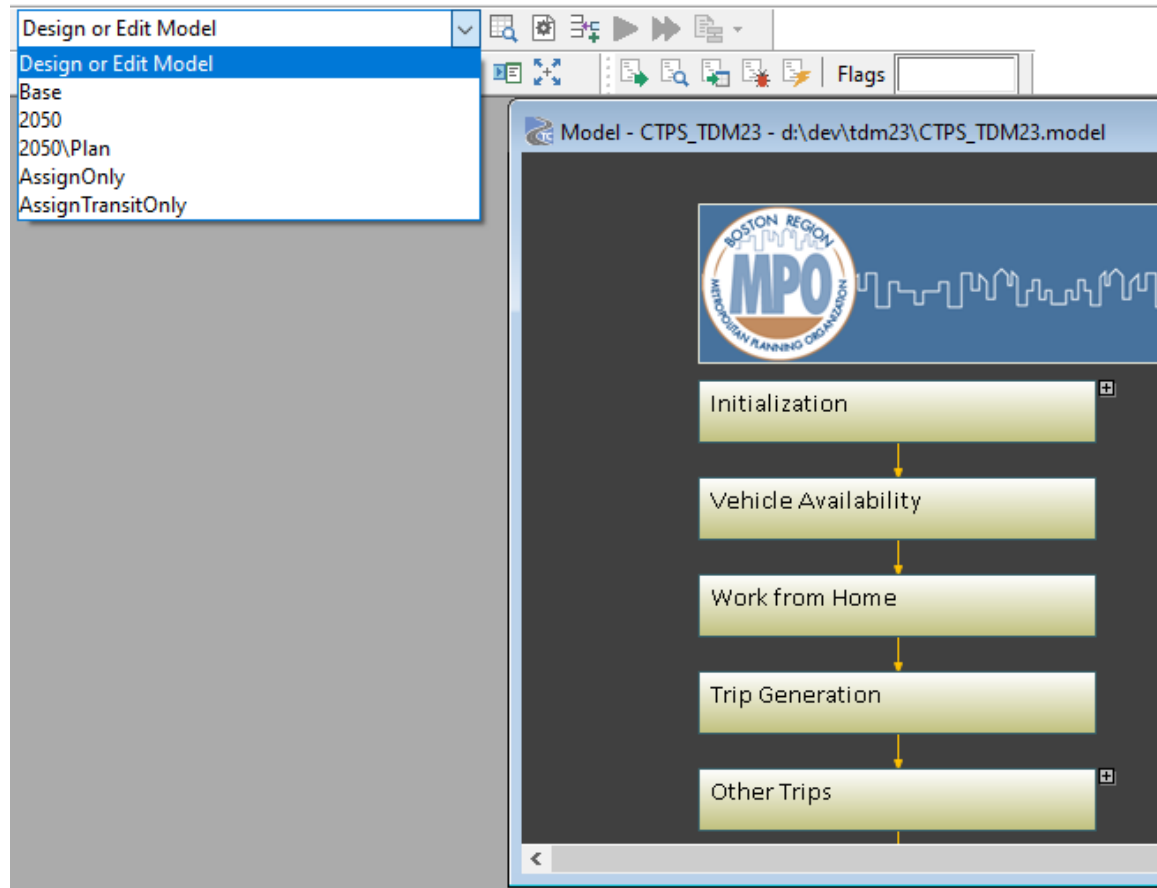 Design or Edit Model
Design or Edit Model
Base
2050
2050\Plan
AssignOnly
AssignTransitOnly
Flags
Model - CTPS_TDM23 - d:\dev\tdm23\CTPS_TDM23.model
BOSTON REGION
MPO
METROPOLITAN PLANNING ORGANIZATION
Initialization
Vehicle Availability
Work from Home
Trip Generation
Other Trips